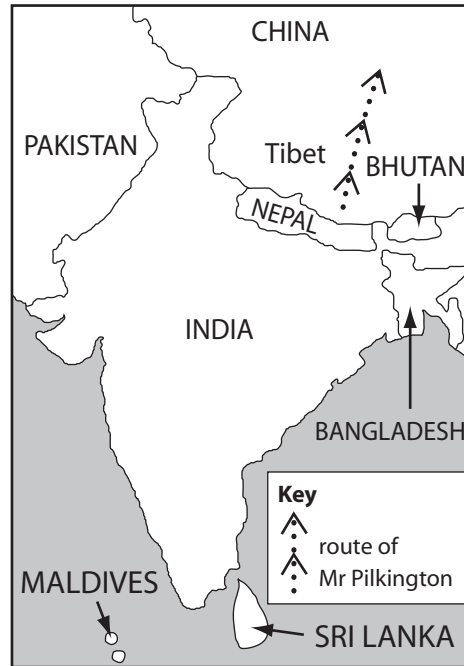 CHINA
PAKISTAN
Tibet
BHUTAN
NEPAL
INDIA
BANGLADESH
Key
route of
Mr Pilkington
MALDIVES
SRI LANKA